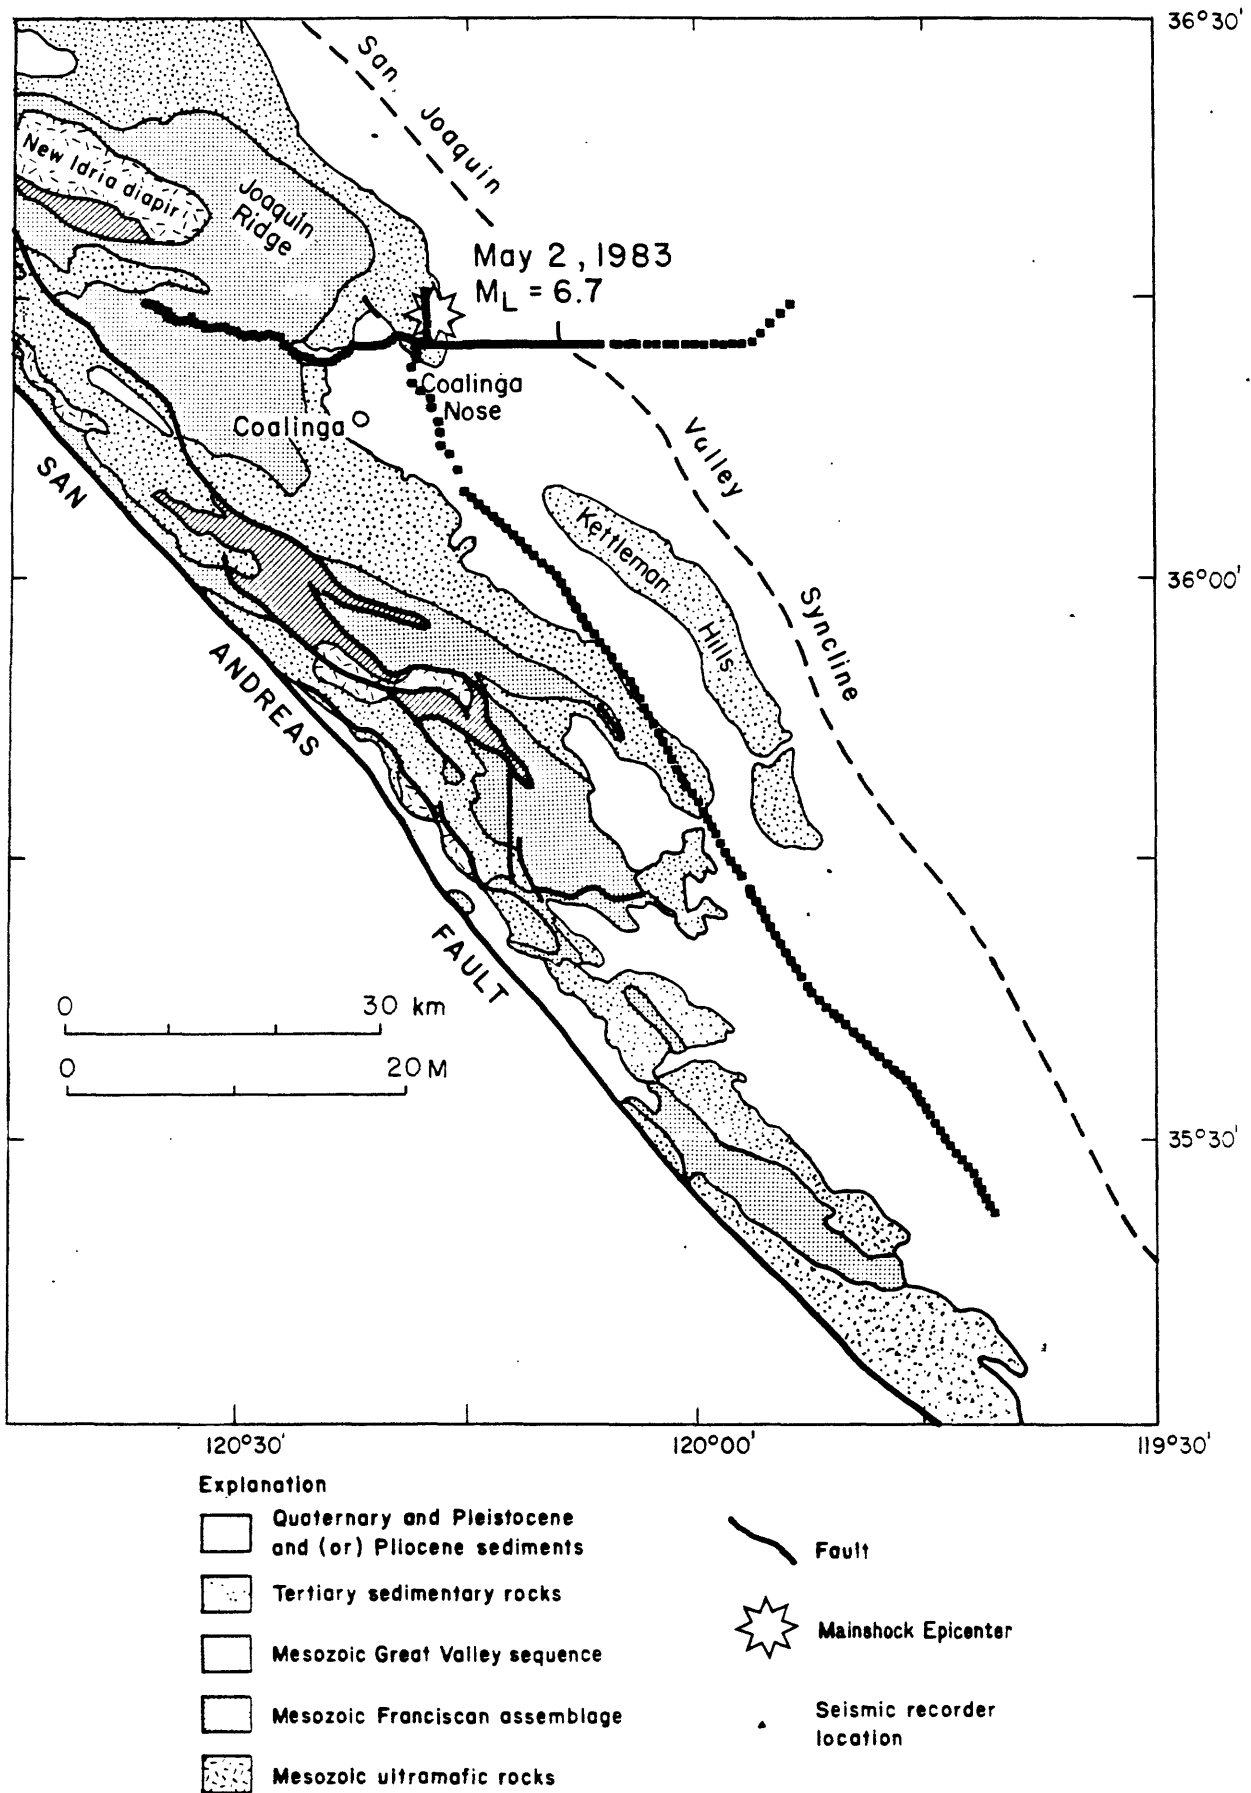 36°30'
San
Joaquin
New Idria diapir
Joaquin
Ridge
May 2, 1983
ML = 6.7
Coalinga
Nose
Coalinga
Valley
SAN
Kettleman
Hills
36°00'
Syncline
ANDREAS
FAULT
0 30 km
0 20 M
35°30'
120°30' 120°00' 119°30'
Explanation
Quaternary and Pleistocene
and (or) Pliocene sediments
Tertiary sedimentary rocks
Mesozoic Great Valley sequence
Mesozoic Franciscan assemblage
Mesozoic ultramafic rocks
Fault
Mainshock Epicenter
Seismic recorder
location